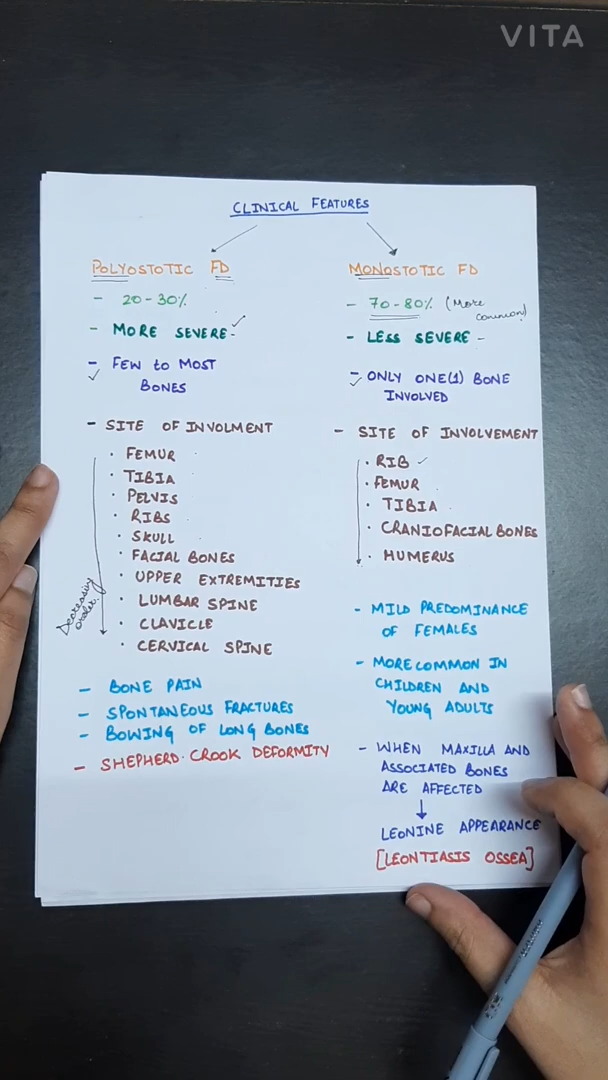 VITA
CLINICAL FEATURES
POLYOSTOTIC FD
- 20-30%
- MORE SEVERE-
- FEW to MOST
BONES
- SITE OF INVOLMENT
· FEMUR
· TIBIA
· PELVIS
· RIBS
· SKULL
· FACIAL BONES
· UPPER EXTREMITIES
· LUMBAR SPINE
· CLAVICLE
· CERVICAL SPINE
Decreasing
order.
- BONE PAIN
- SPONTANEOUS FRACTURES
- BOWING OF LONG BONES
- SHEPHERD·CROOK DEFORMITY
MONOSTOTIC FD
- 70-80% (More
common)
- LESS SEVERE -
- ONLY ONE(1) BONE
INVOLVED
- SITE OF INVOLVEMENT
· RIB
· FEMUR
· TIBIA
· CRANIOFACIAL BONES
· HUMERUS
- MILD PREDOMINANCE
OF FEMALES
- MORE COMMON IN
CHILDREN AND
YOUNG ADULTS
- WHEN MAXILLA AND
ASSOCIATED BONES
ARE AFFECTED
↓
LEONINE APPEARANCE
[LEONTIASIS OSSEA]